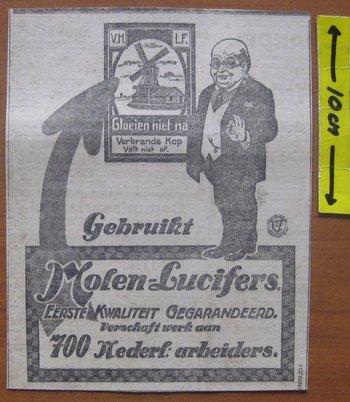 V.H. L.F.
Gloeien niet na
Verbrande Kop
Valt niet af.
Gebruikt
Molen-Lucifers.
EERSTE KWALITEIT GEGARANDEERD.
Verschaft werk aan
700 Nederl. arbeiders.
10 cm